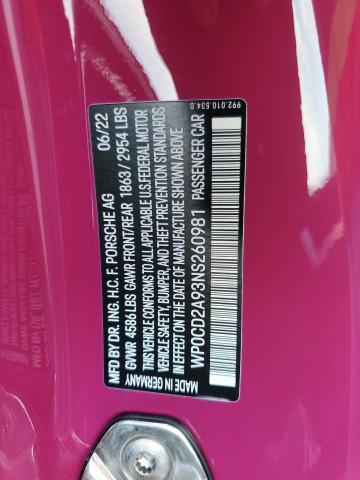 992.010.534.0
06/22
MFD BY DR. ING. H.C. F. PORSCHE AG
GVWR 4586LBS GAWR FRONT/REAR 1863/2954 LBS
THIS VEHICLE CONFORMS TO ALL APPLICABLE U.S.FEDERAL MOTOR
VEHICLE SAFETY, BUMPER, AND THEFT PREVENTION STANDARDS
IN EFFECT ON THE DATE OF MANUFACTURE SHOWN ABOVE
WP0CD2A93NS260981 PASSENGER CAR
MADE IN GERMANY